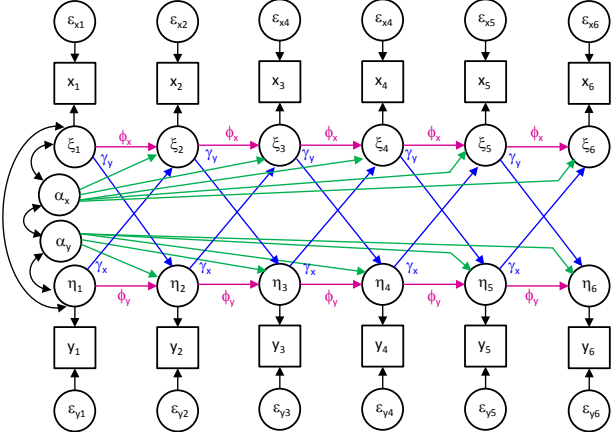 εx1 εx2 εx4 εx4 εx5 εx6
x1 x2 x3 x4 x5 x6
ϕx ϕx ϕx ϕx ϕx
ξ1 ξ2 ξ3 ξ4 ξ5 ξ6
γy γy γy γy γy
αx
αy
γx γx γx γx γx
η1 η2 η3 η4 η5 η6
ϕy ϕy ϕy ϕy ϕy
y1 y2 y3 y4 y5 y6
εy1 εy2 εy3 εy4 εy5 εy6